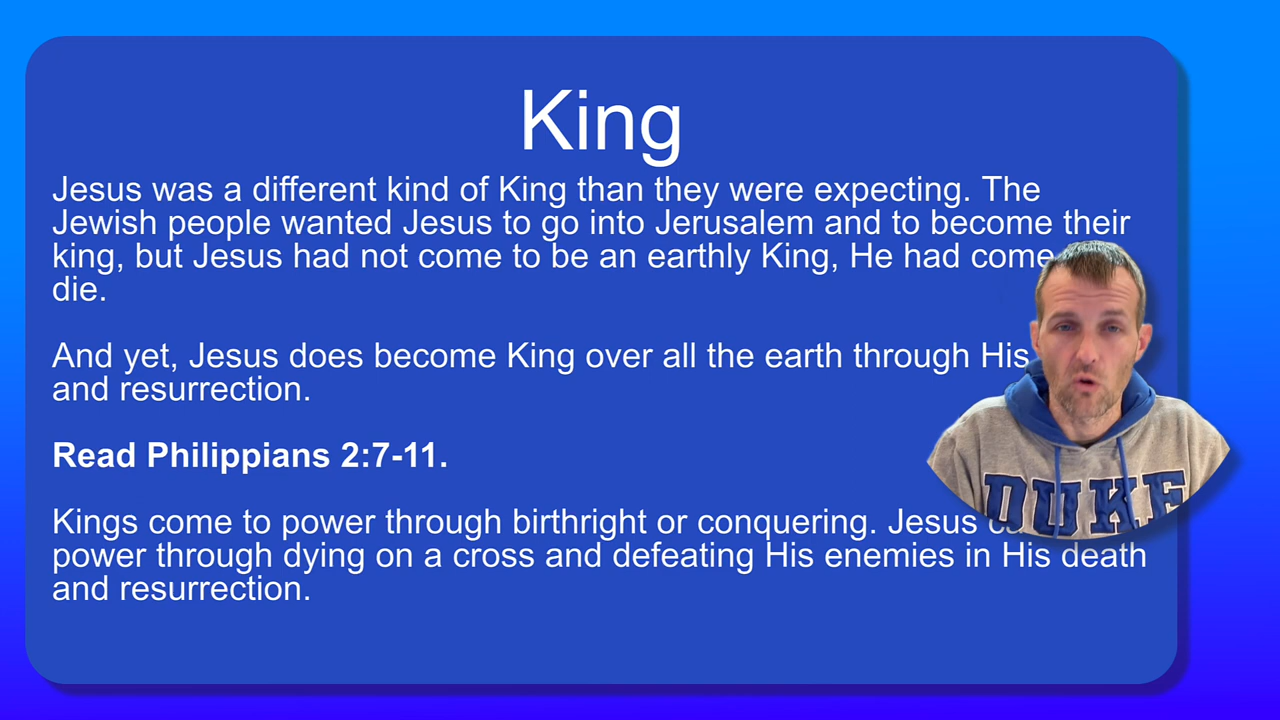 King
Jesus was a different kind of King than they were expecting. The
Jewish people wanted Jesus to go into Jerusalem and to become their
king, but Jesus had not come to be an earthly King, He had come
die.
And yet, Jesus does become King over all the earth through His
and resurrection.
Read Philippians 2:7-11.
Kings come to power through birthright or conquering. Jesus
power through dying on a cross and defeating His enemies in His death
and resurrection.
DUKE